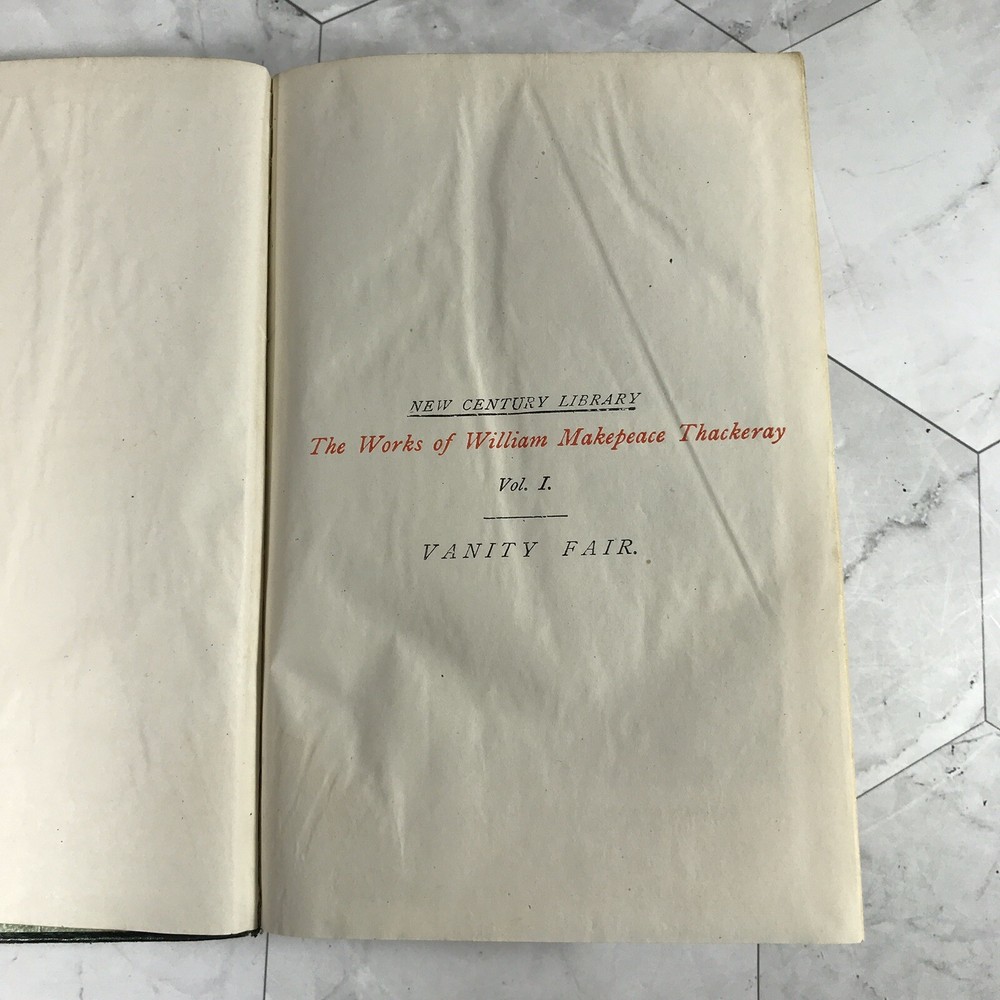 NEW CENTURY LIBRARY
The Works of William Makepeace Thackeray
Vol. I.
VANITY FAIR.